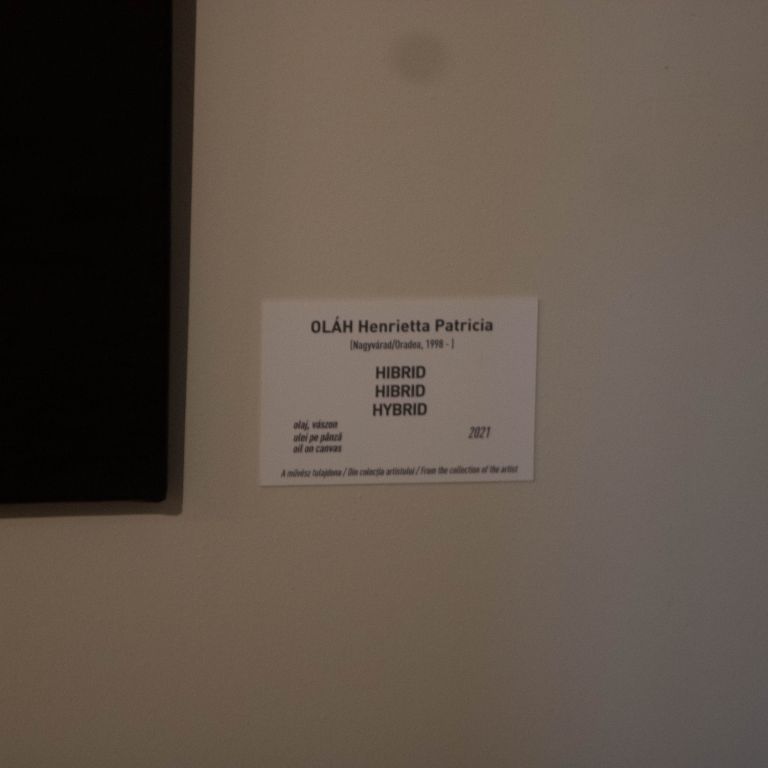 OLÁH Henrietta Patricia
[Nagyvárad/Oradea, 1998 - ]
HIBRID
HIBRID
HYBRID
olaj, vászon
ulei pe pânză
oil on canvas
2021
A művész tulajdona / Din colecția artistului / From the collection of the artist